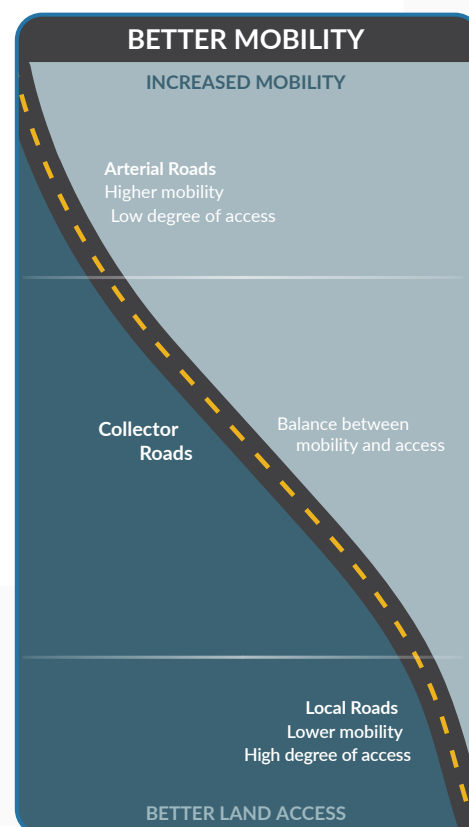 BETTER MOBILITY
INCREASED MOBILITY
Arterial Roads
Higher mobility
Low degree of access
Collector
Roads
Balance between
mobility and access
Local Roads
Lower mobility
High degree of access
BETTER LAND ACCESS